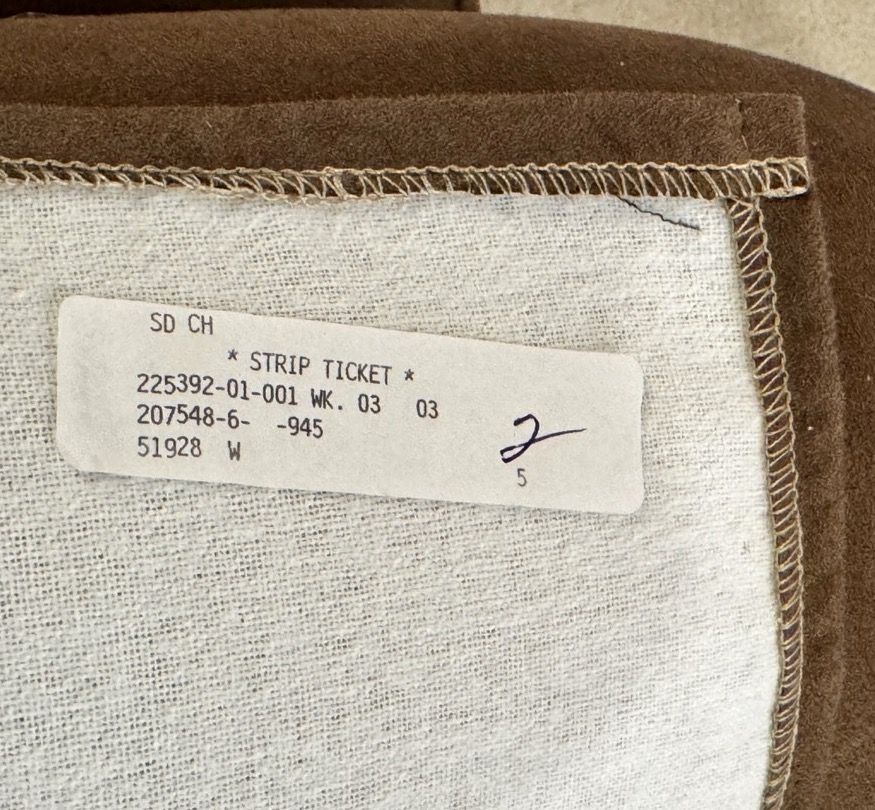 SD CH
* STRIP TICKET *
225392-01-001 WK. 03 03
207548-6- -945
51928 W
2
5